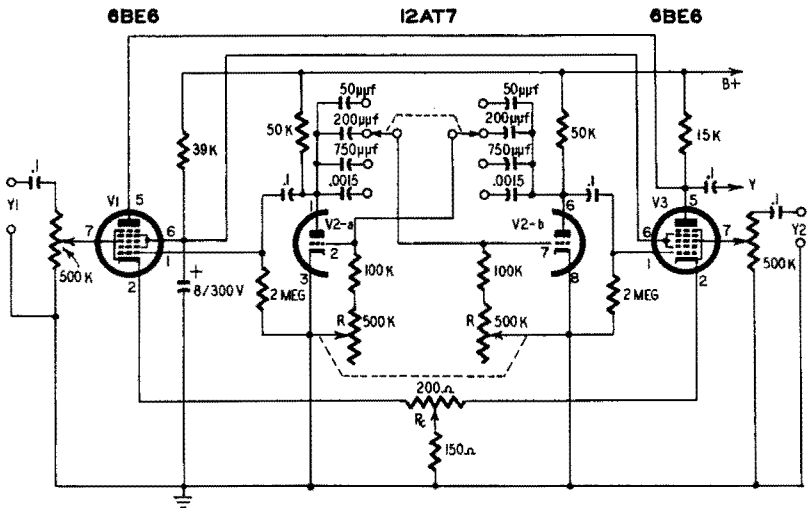 6BE6 12AT7 6BE6
50µµf 50µµf
B+
200µµf 200µµf
50K 50K 15K
39K
750µµf 750µµf
.1 .1 .1 .0015 .0015 .1 Y .1
Y1 V1 5 1 V2-a V2-b 6 V3 5 Y2
7 6 2 7 6 7
500K 1 3 8 1 500K
+ 100K 100K
2 8/300V 2 MEG 2 MEG 2
R 500K R 500K
200Ω
Rc
150Ω